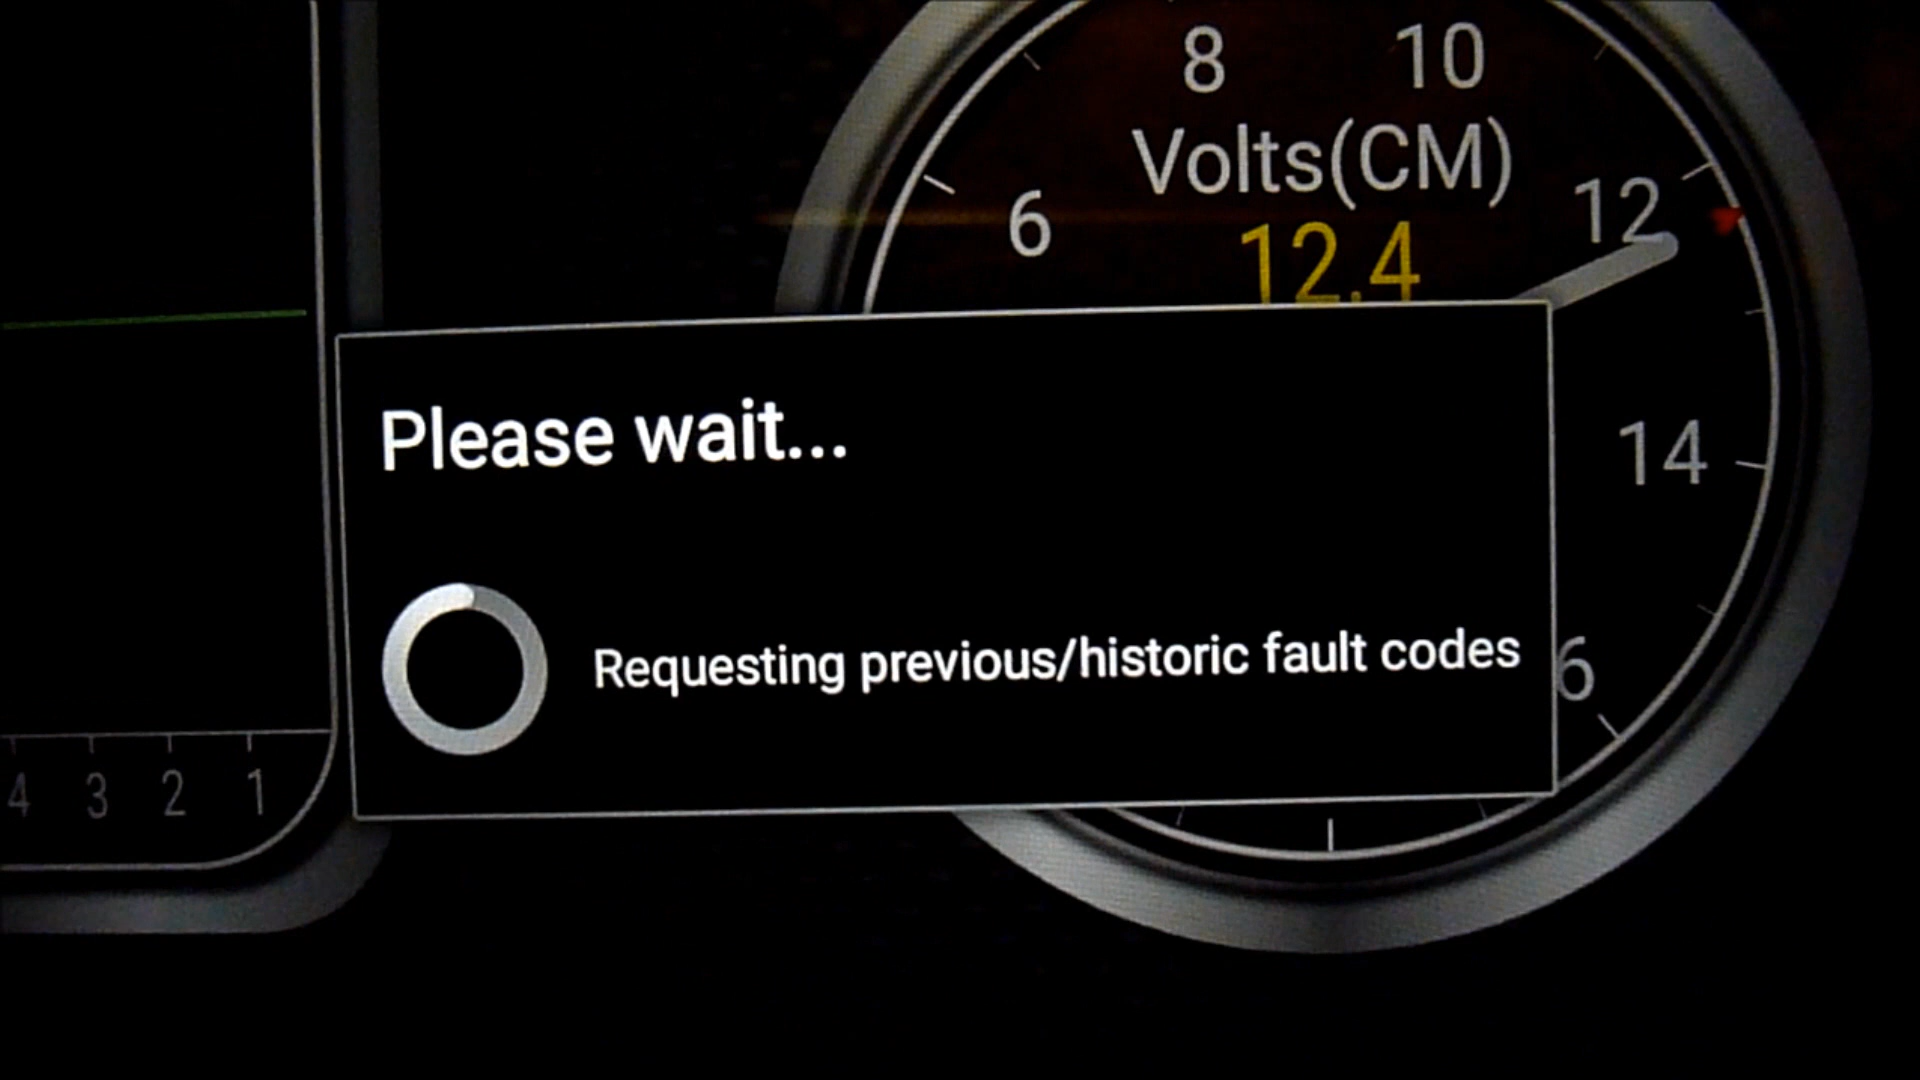 8 10
Volts(CM)
6 12
12.4
14
Please wait...
Requesting previous/historic fault codes
6
4 3 2 1